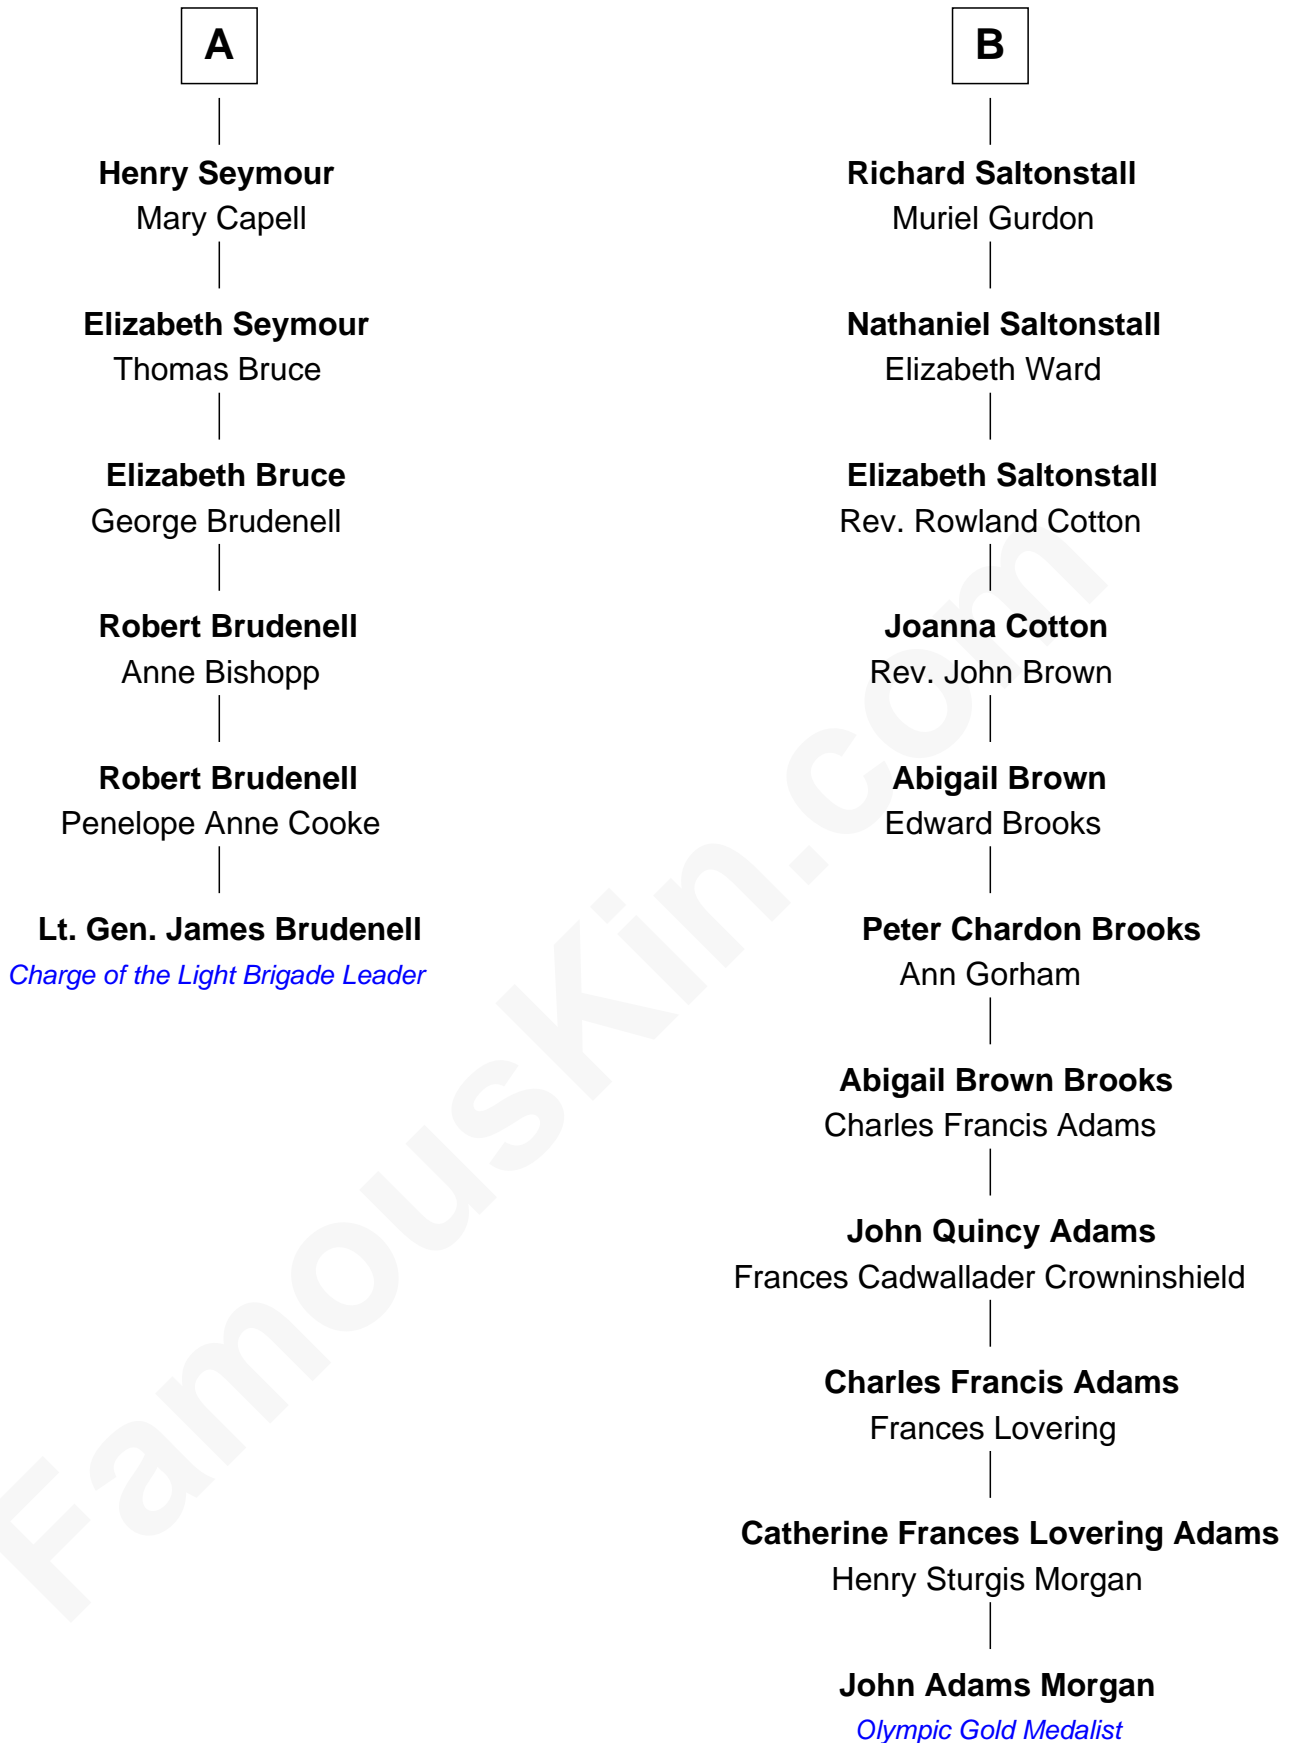 A
Henry Seymour
Mary Capell
Elizabeth Seymour
Thomas Bruce
Elizabeth Bruce
George Brudenell
Robert Brudenell
Anne Bishopp
Robert Brudenell
Penelope Anne Cooke
Lt. Gen. James Brudenell
Charge of the Light Brigade Leader
B
Richard Saltonstall
Muriel Gurdon
Nathaniel Saltonstall
Elizabeth Ward
Elizabeth Saltonstall
Rev. Rowland Cotton
Joanna Cotton
Rev. John Brown
Abigail Brown
Edward Brooks
Peter Chardon Brooks
Ann Gorham
Abigail Brown Brooks
Charles Francis Adams
John Quincy Adams
Frances Cadwallader Crowninshield
Charles Francis Adams
Frances Lovering
Catherine Frances Lovering Adams
Henry Sturgis Morgan
John Adams Morgan
Olympic Gold Medalist
FamousKin.com